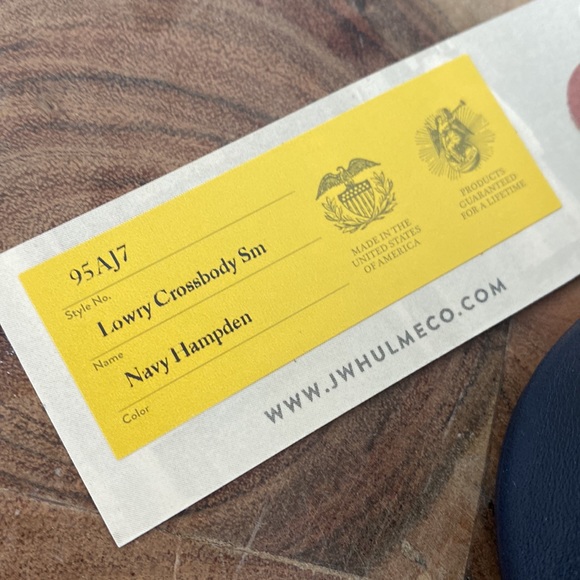 95AJ7
Style No.
Lowry Crossbody Sm
Name
Navy Hampden
Color
MADE IN THE
UNITED STATES
OF AMERICA
PRODUCTS
GUARANTEED
FOR A LIFETIME
WWW.JWHULMECO.COM